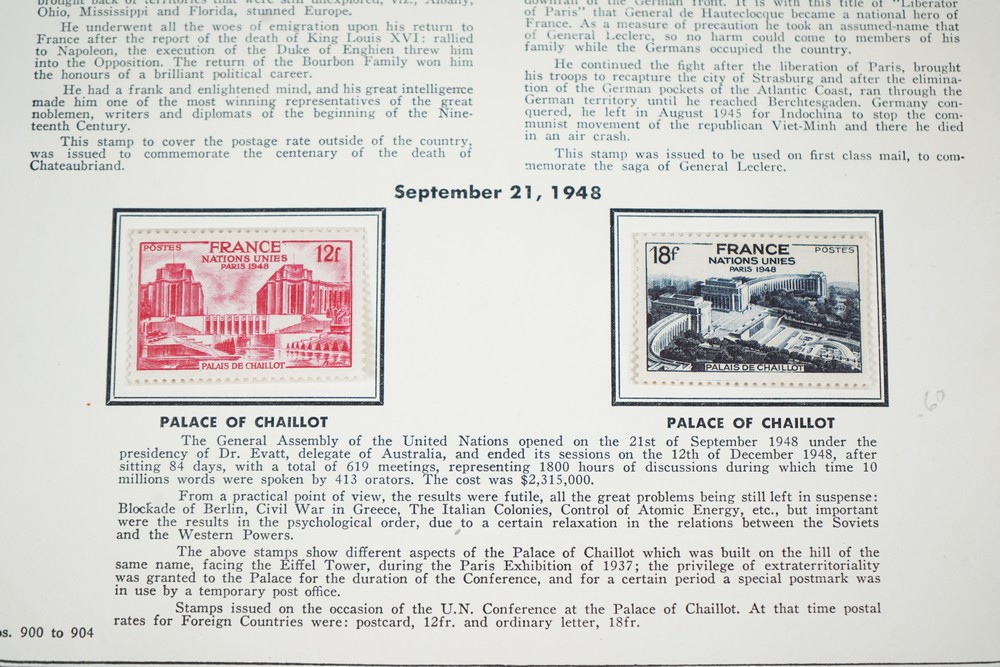 brought back of territories that were still unexplored, viz., Albany,
Ohio, Mississippi and Florida, stunned Europe.
He underwent all the woes of emigration upon his return to
France after the report of the death of King Louis XVI: rallied
to Napoleon, the execution of the Duke of Enghien threw him
into the Opposition. The return of the Bourbon Family won him
the honours of a brilliant political career.
He had a frank and enlightened mind, and his great intelligence
made him one of the most winning representatives of the great
noblemen, writers and diplomats of the beginning of the Nine-
teenth Century.
This stamp to cover the postage rate outside of the country,
was issued to commemorate the centenary of the death of
Chateaubriand.
downfall of the German front. It is with this title of "Liberator
of Paris" that General de Hauteclocque became a national hero of
France. As a measure of precaution he took an assumed-name that
of General Leclerc, so no harm could come to members of his
family while the Germans occupied the country.
He continued the fight after the liberation of Paris, brought
his troops to recapture the city of Strasburg and after the elimina-
tion of the German pockets of the Atlantic Coast, ran through the
German territory until he reached Berchtesgaden. Germany con-
quered, he left in August 1945 for Indochina to stop the com-
munist movement of the republican Viet-Minh and there he died
in an air crash.
This stamp was issued to be used on first class mail, to com-
memorate the saga of General Leclerc.
September 21, 1948
POSTES FRANCE 12f
NATIONS UNIES
PARIS 1948
PALAIS DE CHAILLOT
18f FRANCE POSTES
NATIONS UNIES
PARIS 1948
PALAIS DE CHAILLOT
.60
PALACE OF CHAILLOT
PALACE OF CHAILLOT
The General Assembly of the United Nations opened on the 21st of September 1948 under the
presidency of Dr. Evatt, delegate of Australia, and ended its sessions on the 12th of December 1948, after
sitting 84 days, with a total of 619 meetings, representing 1800 hours of discussions during which time 10
millions words were spoken by 413 orators. The cost was $2,315,000.
From a practical point of view, the results were futile, all the great problems being still left in suspense:
Blockade of Berlin, Civil War in Greece, The Italian Colonies, Control of Atomic Energy, etc., but important
were the results in the psychological order, due to a certain relaxation in the relations between the Soviets
and the Western Powers.
The above stamps show different aspects of the Palace of Chaillot which was built on the hill of the
same name, facing the Eiffel Tower, during the Paris Exhibition of 1937; the privilege of extraterritoriality
was granted to the Palace for the duration of the Conference, and for a certain period a special postmark was
in use by a temporary post office.
Stamps issued on the occasion of the U.N. Conference at the Palace of Chaillot. At that time postal
rates for Foreign Countries were: postcard, 12fr. and ordinary letter, 18fr.
os. 900 to 904